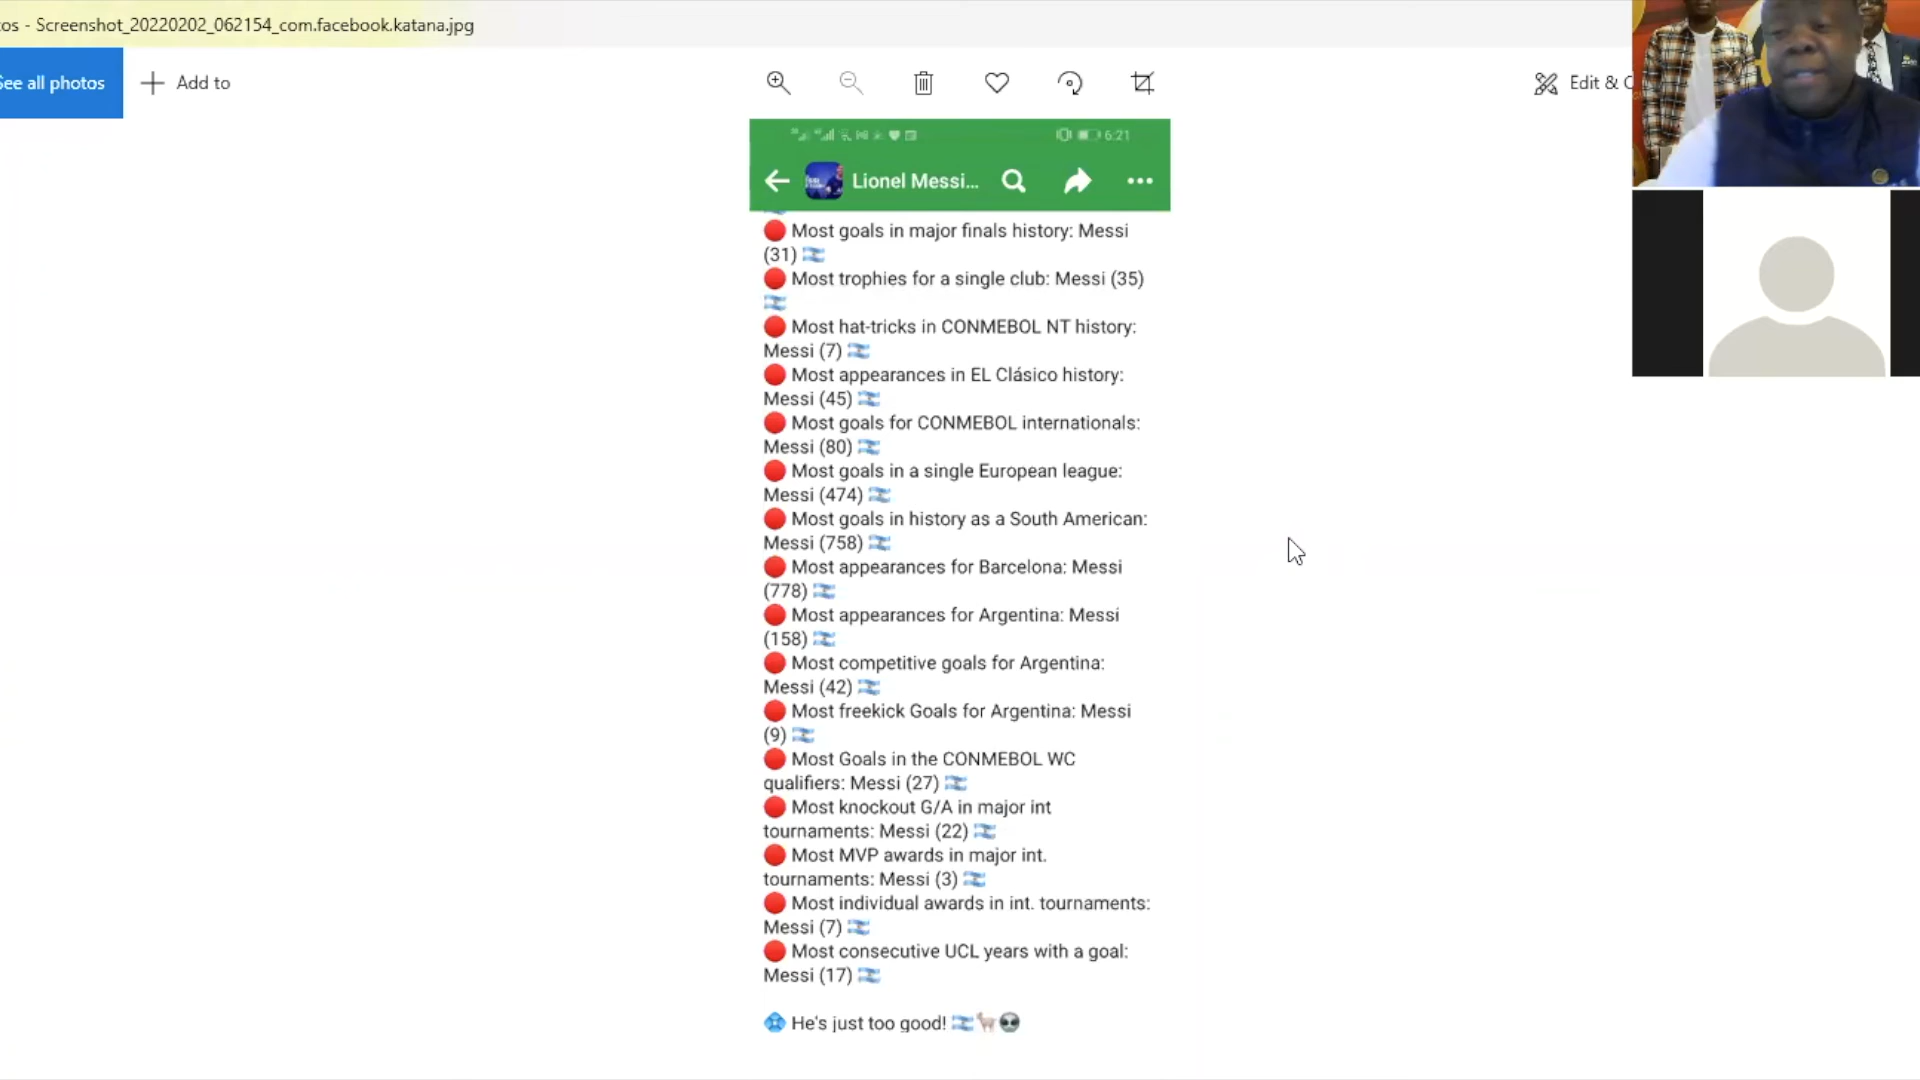 os - Screenshot_20220202_062154_com.facebook.katana.jpg
See all photos
Add to
Edit & C
6:21
Lionel Messi...
Most goals in major finals history: Messi
(31)
Most trophies for a single club: Messi (35)
Most hat-tricks in CONMEBOL NT history:
Messi (7)
Most appearances in EL Clásico history:
Messi (45)
Most goals for CONMEBOL internationals:
Messi (80)
Most goals in a single European league:
Messi (474)
Most goals in history as a South American:
Messi (758)
Most appearances for Barcelona: Messi
(778)
Most appearances for Argentina: Messi
(158)
Most competitive goals for Argentina:
Messi (42)
Most freekick Goals for Argentina: Messi
(9)
Most Goals in the CONMEBOL WC
qualifiers: Messi (27)
Most knockout G/A in major int
tournaments: Messi (22)
Most MVP awards in major int.
tournaments: Messi (3)
Most individual awards in int. tournaments:
Messi (7)
Most consecutive UCL years with a goal:
Messi (17)
He's just too good!